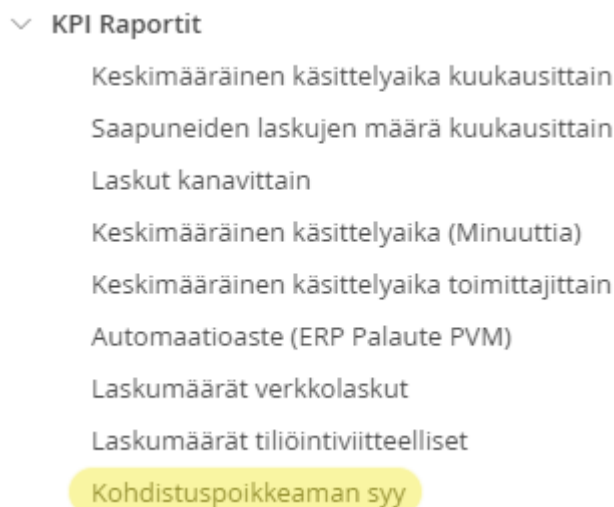 KPI Raportit
Keskimääräinen käsittelyaika kuukausittain
Saapuneiden laskujen määrä kuukausittain
Laskut kanavittain
Keskimääräinen käsittelyaika (Minuuttia)
Keskimääräinen käsittelyaika toimittajittain
Automaatioaste (ERP Palaute PVM)
Laskumäärät verkkolaskut
Laskumäärät tiliöintiviitteelliset
Kohdistuspoikkeaman syy